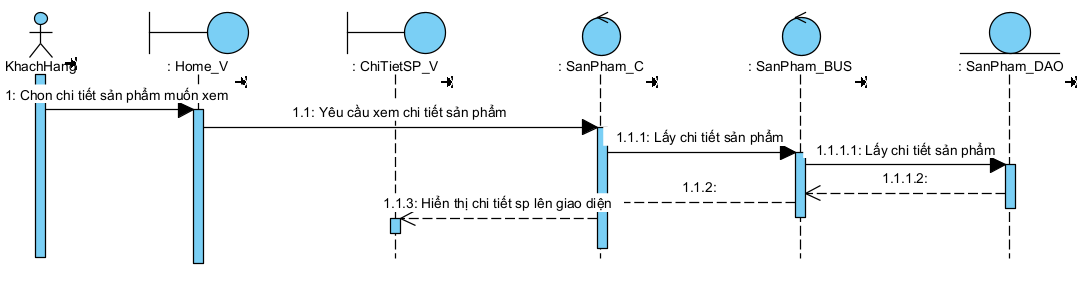 KhachHang
: Home_V
: ChiTietSP_V
: SanPham_C
: SanPham_BUS
: SanPham_DAO
1: Chon chi tiết sản phẩm muốn xem
1.1: Yêu cầu xem chi tiết sản phẩm
1.1.1: Lấy chi tiết sản phẩm
1.1.1.1: Lấy chi tiết sản phẩm
1.1.1.2:
1.1.2:
1.1.3: Hiển thị chi tiết sp lên giao diện